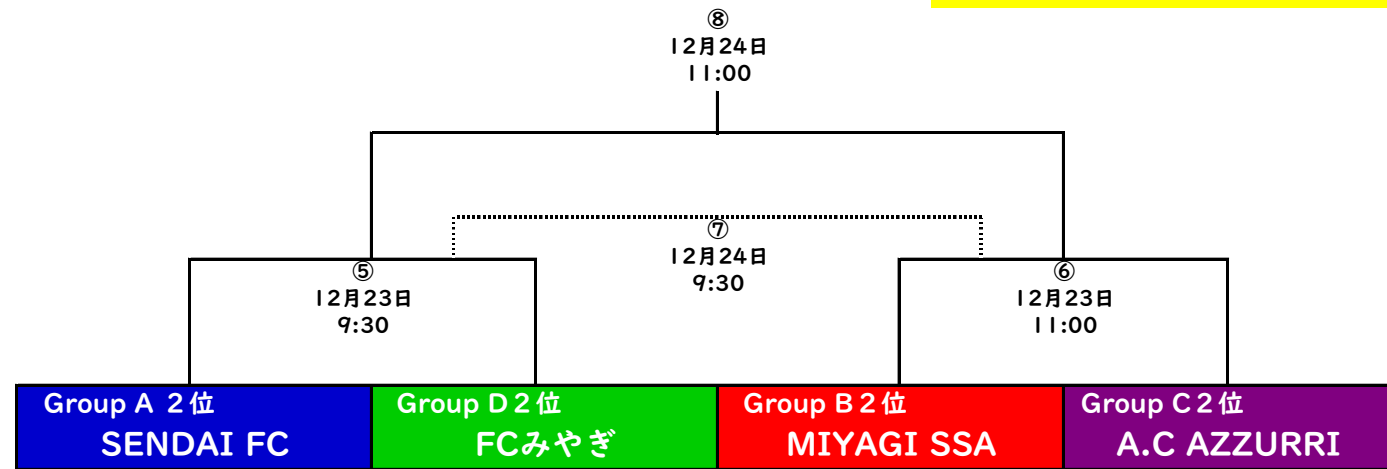 ⑧
12月24日
11:00
⑦
12月24日
9:30
⑤
12月23日
9:30
⑥
12月23日
11:00
Group A 2位
SENDAI FC
Group D2位
FCみやぎ
Group B2位
MIYAGI SSA
Group C2位
A.C AZZURRI